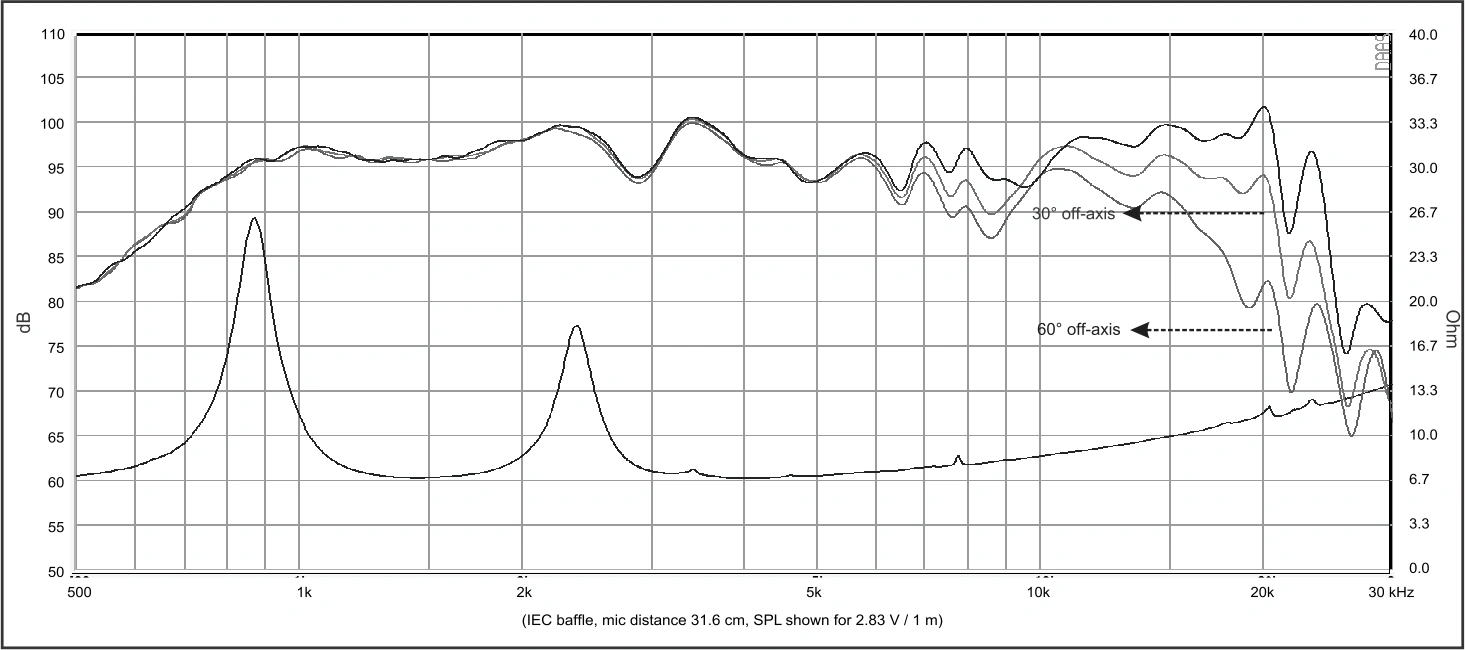 110 40.0
105 36.7
100 33.3
95 30.0
90 30° off-axis 26.7
85 23.3
80 20.0
dB Ohm
60° off-axis
75 16.7
70 13.3
65 10.0
60 6.7
55 3.3
50 0.0
500 1k 2k 5k 10k 20k 30 kHz
(IEC baffle, mic distance 31.6 cm, SPL shown for 2.83 V / 1 m)